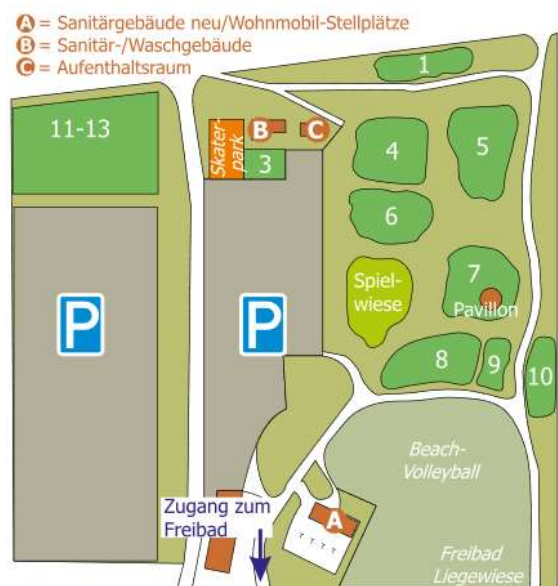 A = Sanitärgebäude neu/Wohnmobil-Stellplätze
B = Sanitär-/Waschgebäude
C = Aufenthaltsraum
1
11-13
Skater-
park
B
C
3
4
5
6
7
Pavillon
Spiel-
wiese
P
P
8
9
10
Beach-
Volleyball
Zugang zum
Freibad
A
Freibad
Liegewiese